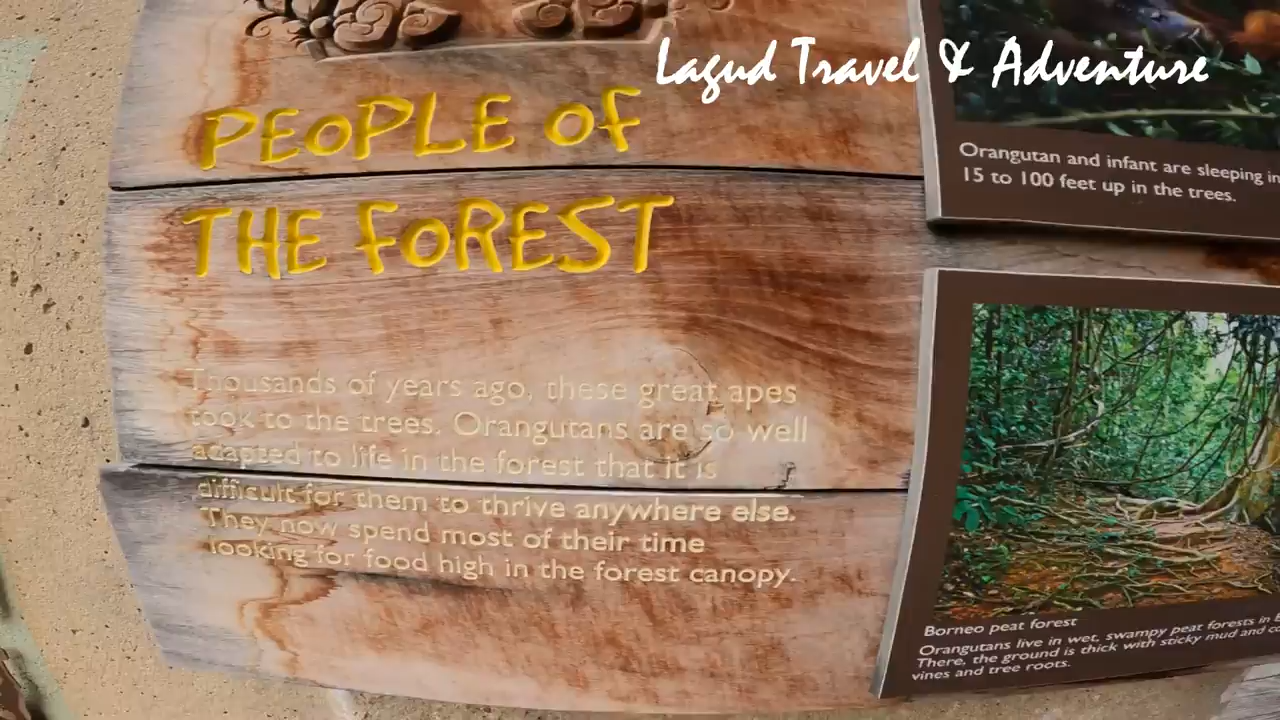 Lagud Travel & Adventure
PEOPLE OF
THE FOREST
Thousands of years ago, these great apes
took to the trees. Orangutans are so well
adapted to life in the forest that it is
difficult for them to thrive anywhere else.
They now spend most of their time
looking for food high in the forest canopy.
Orangutan and infant are sleeping in
15 to 100 feet up in the trees.
Borneo peat forest
Orangutans live in wet, swampy peat forests in
There, the ground is thick with sticky mud and
vines and tree roots.